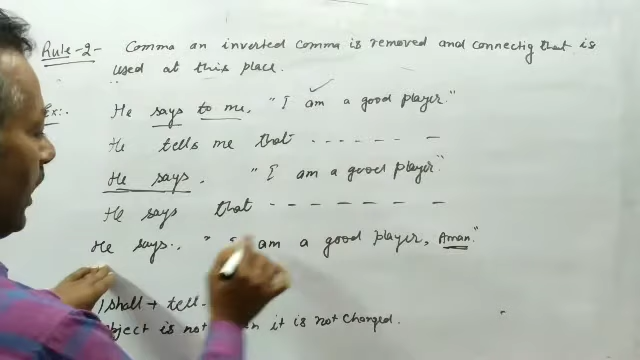 Rule-2- Comma an inverted comma is removed and connectig that is
used at this place.
Ex:. He says to me, "I am a good player."
He tells me that - - - - - - -
He says. "I am a good player."
He says that - - - - - - -
He says., " am a good player, Aman."
shall + tell -
object is not it is not changed.